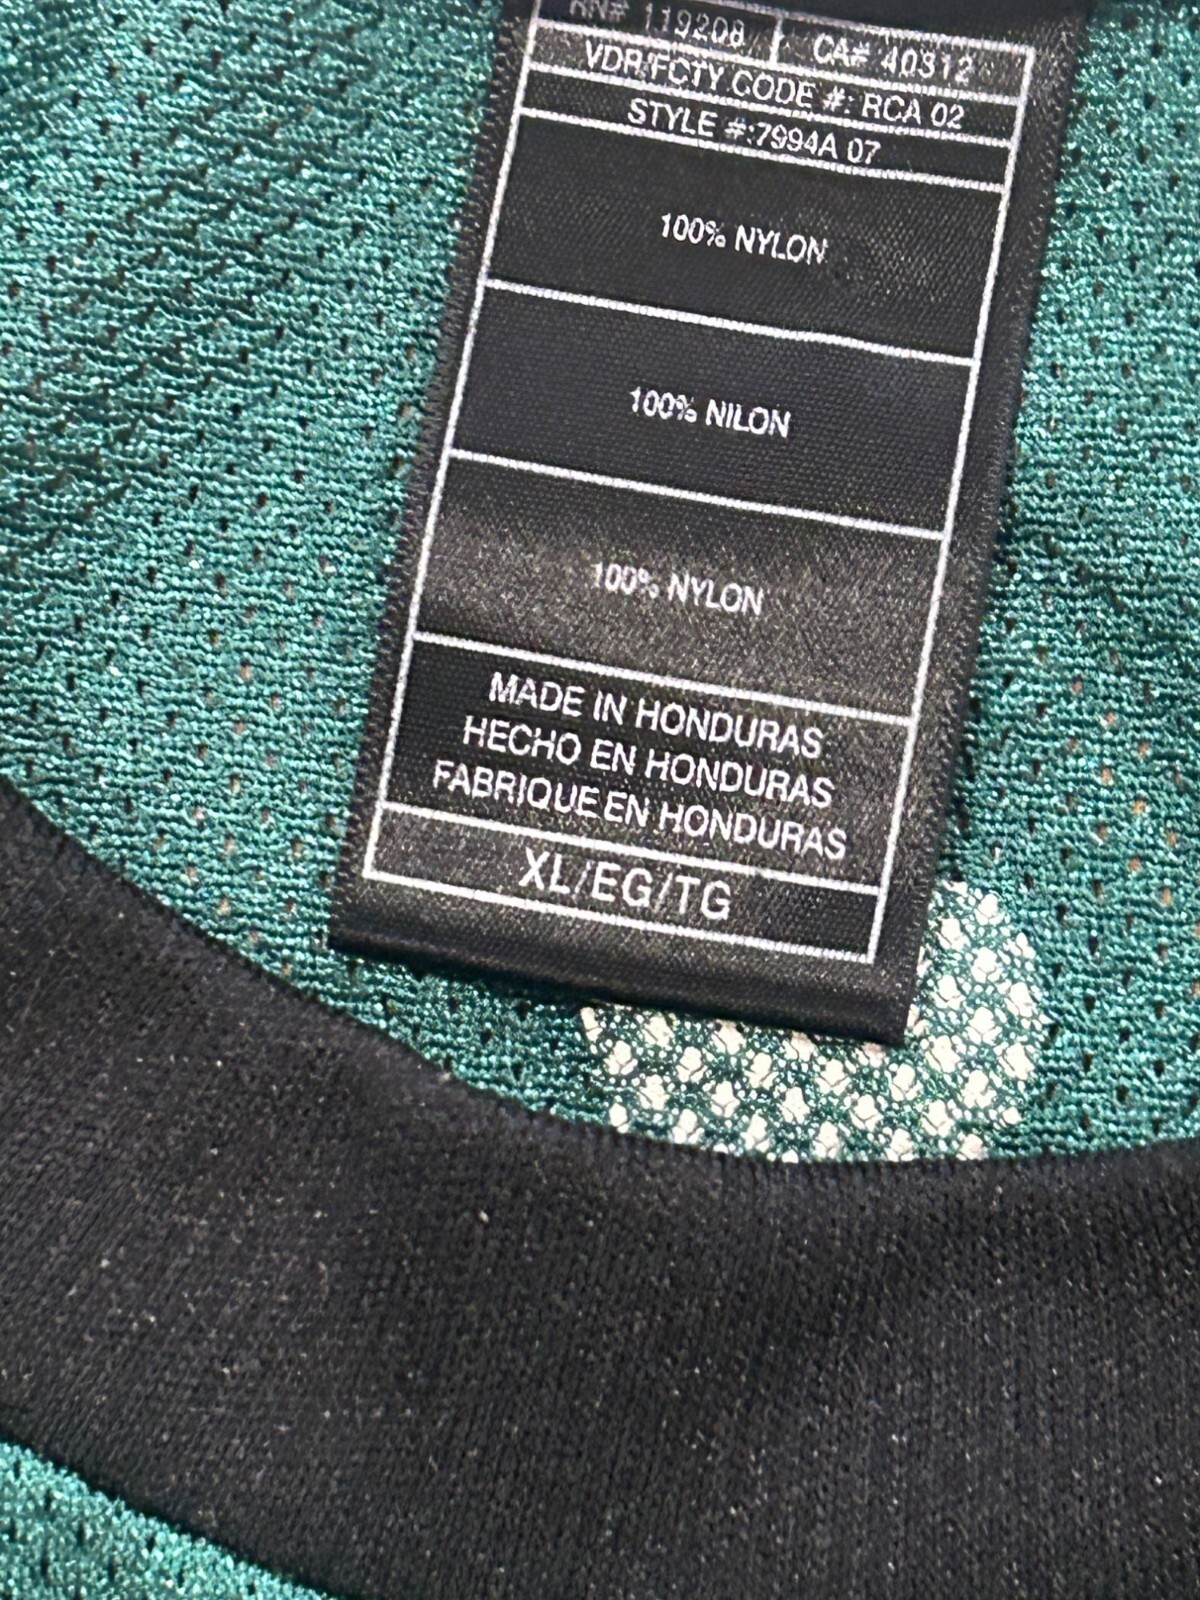 RN# 119208 CA# 40312
VDR/FCTY CODE #: RCA 02
STYLE #:7994A 07
100% NYLON
100% NILON
100% NYLON
MADE IN HONDURAS
HECHO EN HONDURAS
FABRIQUE EN HONDURAS
XL/EG/TG